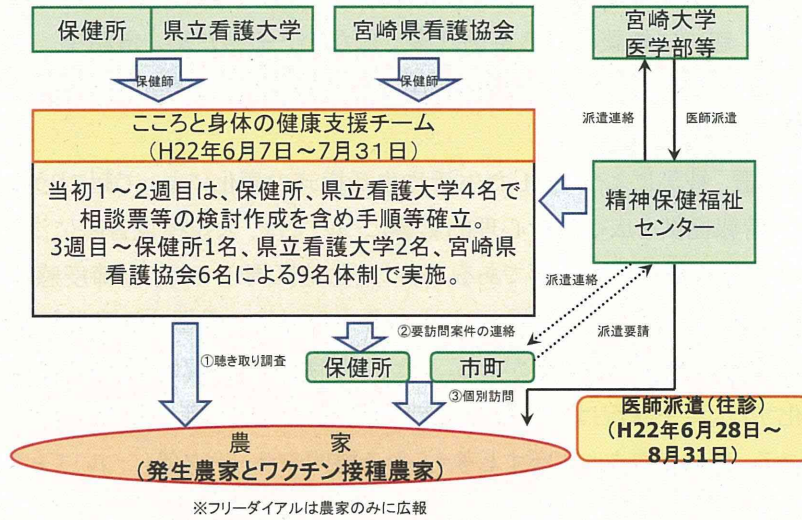 保健所 県立看護大学
宮崎県看護協会
宮崎大学
医学部等
保健師
保健師
派遣連絡
医師派遣
こころと身体の健康支援チーム
(H22年6月7日～7月31日)
当初1～2週目は、保健所、県立看護大学4名で
相談票等の検討作成を含め手順等確立。
3週目～保健所1名、県立看護大学2名、宮崎県
看護協会6名による9名体制で実施。
精神保健福祉
センター
派遣連絡
派遣要請
①聴き取り調査
②要訪問案件の連絡
保健所
市町
③個別訪問
医師派遣(往診)
(H22年6月28日～
8月31日)
農 家
(発生農家とワクチン接種農家)
※フリーダイアルは農家のみに広報